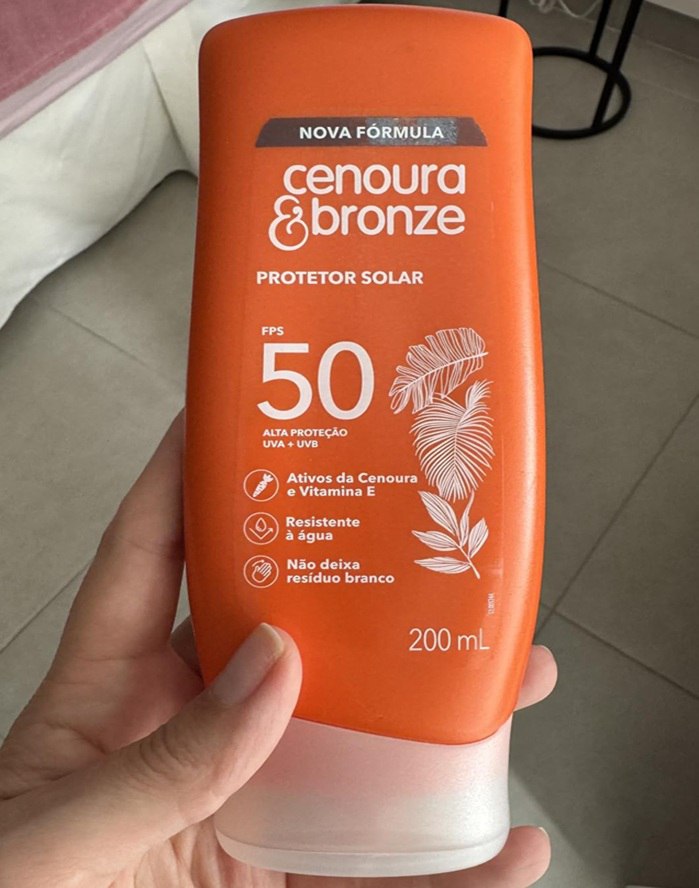 NOVA FÓRMULA
cenoura
&bronze
PROTETOR SOLAR
FPS
50
ALTA PROTEÇÃO
UVA + UVB
Ativos da Cenoura
e Vitamina E
Resistente
à água
Não deixa
resíduo branco
200 mL